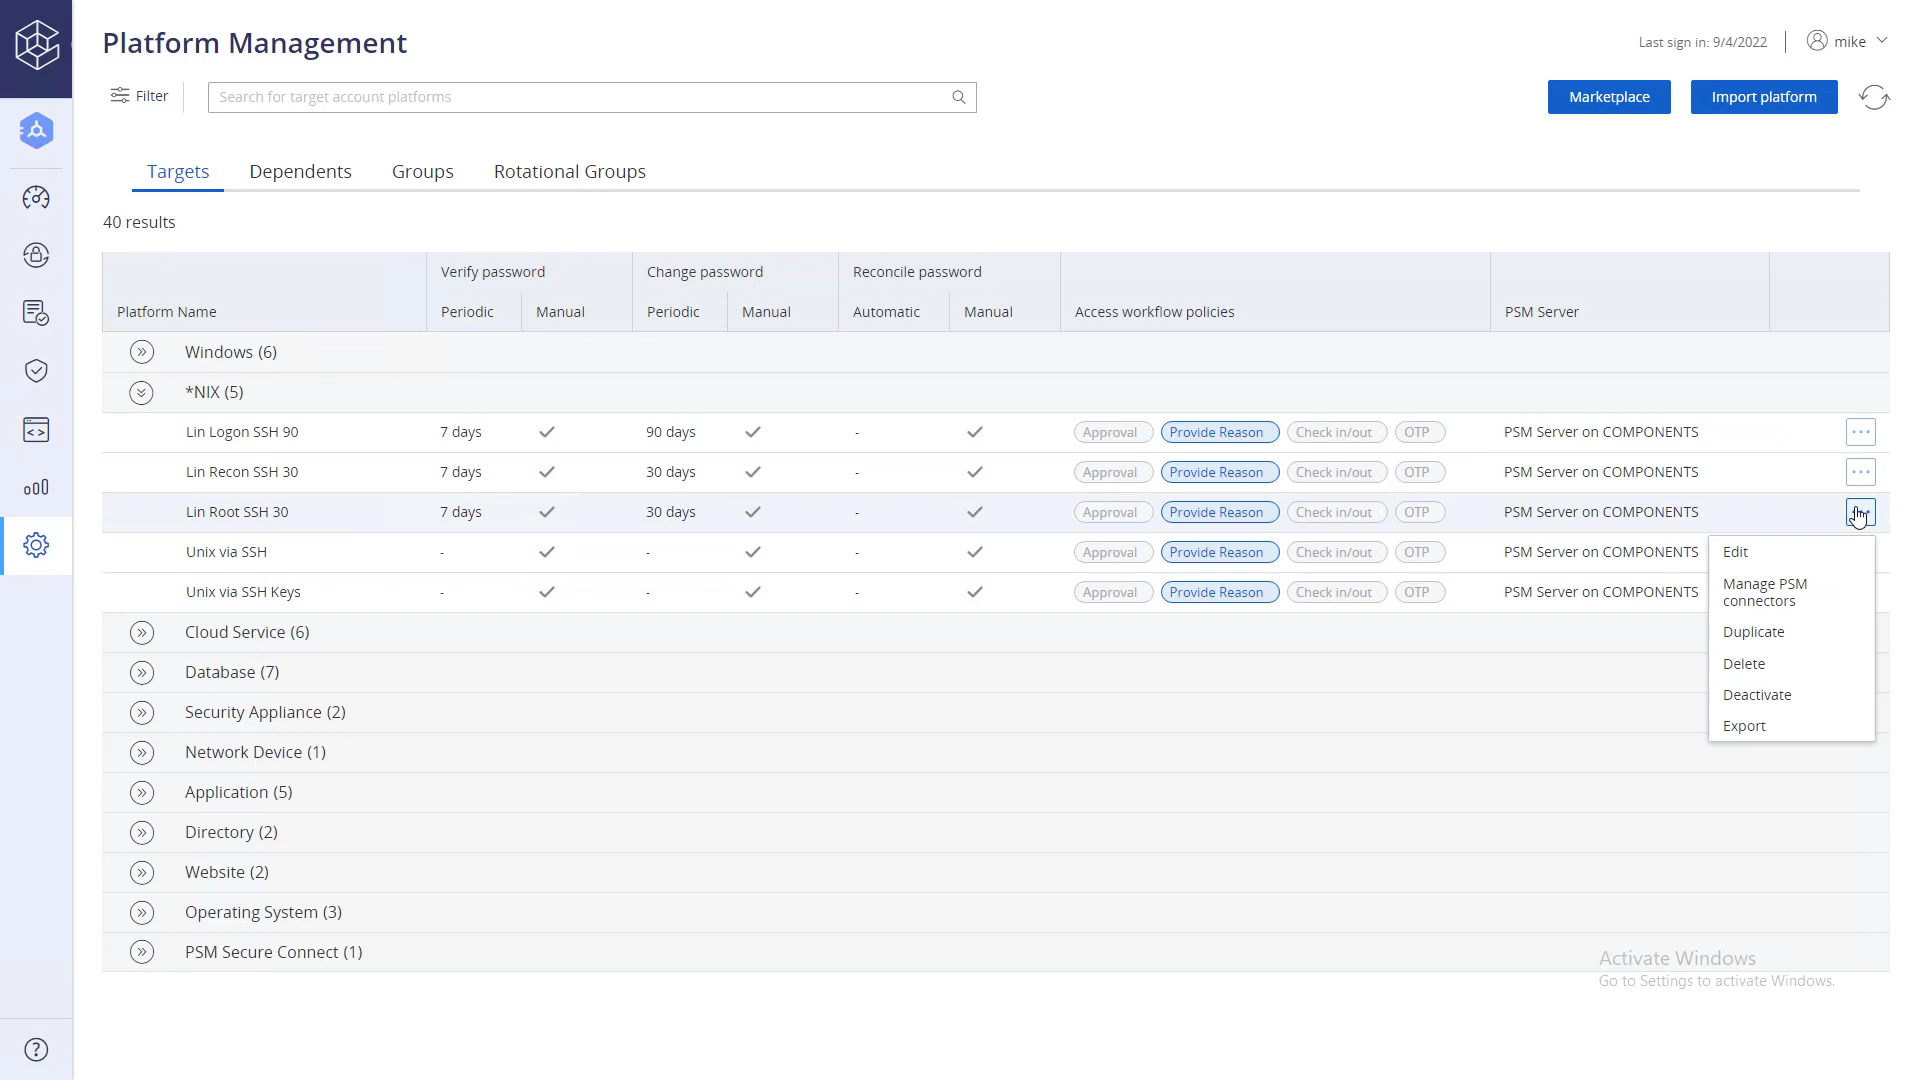 Platform Management
Last sign in: 9/4/2022
mike
Filter
Search for target account platforms
Marketplace
Import platform
Targets
Dependents
Groups
Rotational Groups
40 results
Verify password
Change password
Reconcile password
Platform Name
Periodic
Manual
Periodic
Manual
Automatic
Manual
Access workflow policies
PSM Server
Windows (6)
*NIX (5)
Lin Logon SSH 90 7 days 90 days - Approval Provide Reason Check in/out OTP PSM Server on COMPONENTS
Lin Recon SSH 30 7 days 30 days - Approval Provide Reason Check in/out OTP PSM Server on COMPONENTS
Lin Root SSH 30 7 days 30 days - Approval Provide Reason Check in/out OTP PSM Server on COMPONENTS
Unix via SSH - - - Approval Provide Reason Check in/out OTP PSM Server on COMPONENTS
Unix via SSH Keys - - - Approval Provide Reason Check in/out OTP PSM Server on COMPONENTS
Edit
Manage PSM
connectors
Duplicate
Delete
Deactivate
Export
Cloud Service (6)
Database (7)
Security Appliance (2)
Network Device (1)
Application (5)
Directory (2)
Website (2)
Operating System (3)
PSM Secure Connect (1)
Activate Windows
Go to Settings to activate Windows.